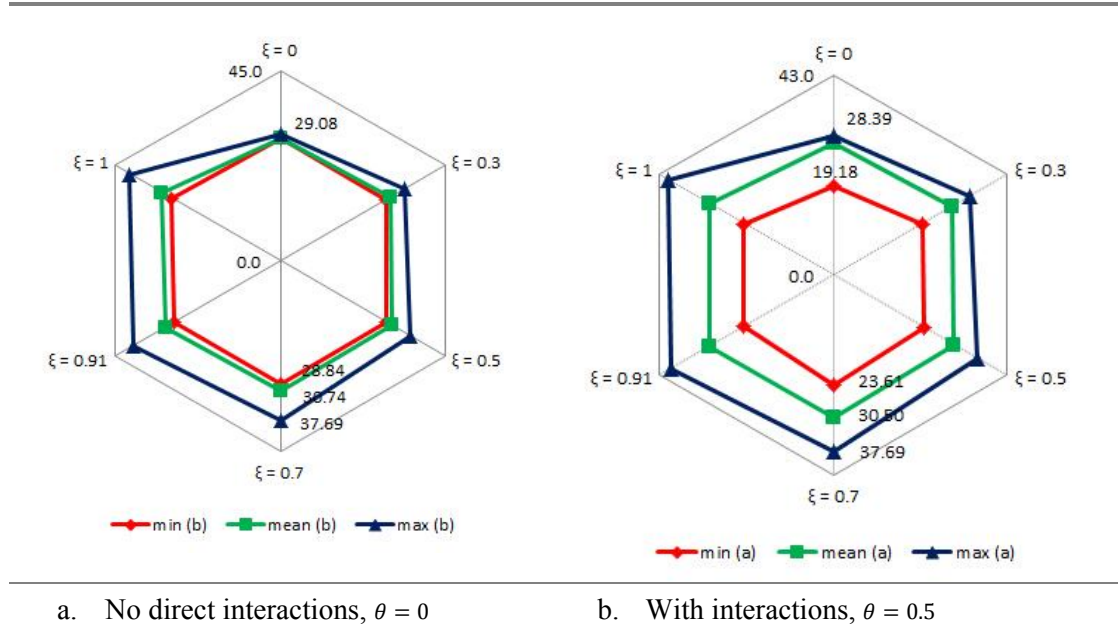 ξ = 0
45.0
29.08
ξ = 1
ξ = 0.3
0.0
ξ = 0.91
ξ = 0.5
28.84
30.74
37.69
ξ = 0.7
min (b) mean (b) max (b)
ξ = 0
43.0
28.39
ξ = 1
19.18
ξ = 0.3
0.0
ξ = 0.91
ξ = 0.5
23.61
30.50
37.69
ξ = 0.7
min (a) mean (a) max (a)
a. No direct interactions, θ = 0
b. With interactions, θ = 0.5